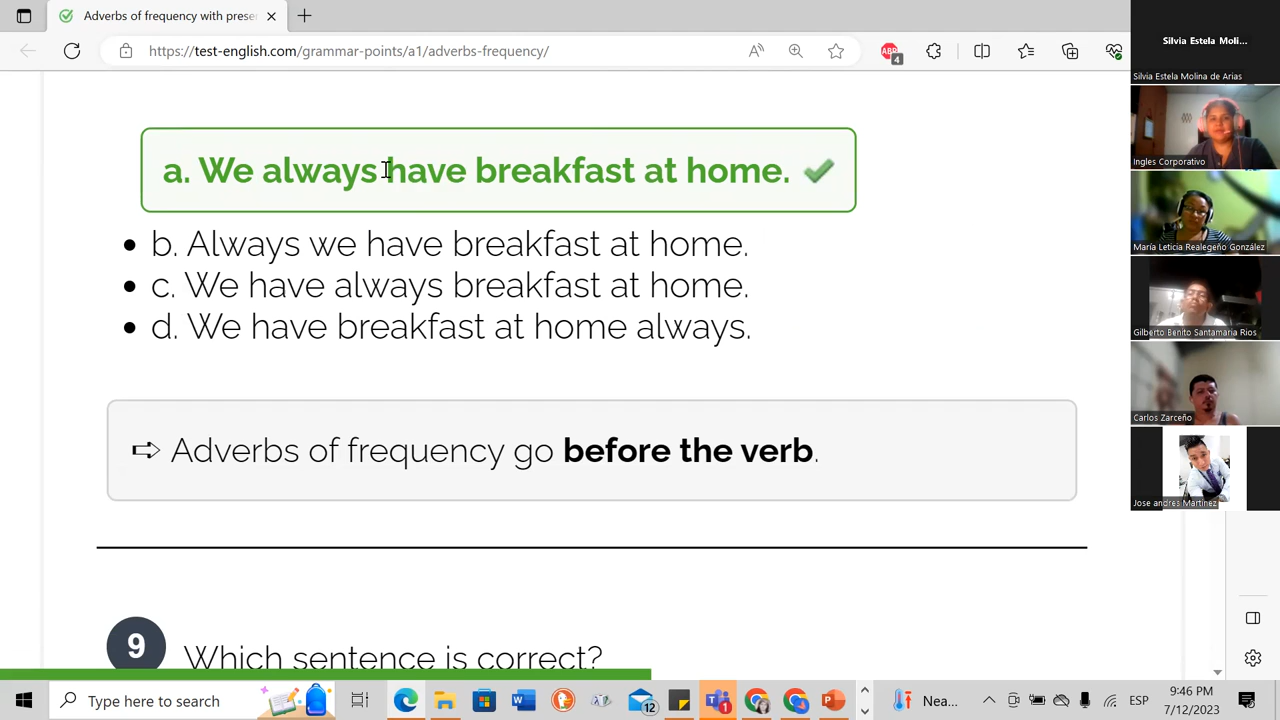 Adverbs of frequency with prese
https://test-english.com/grammar-points/a1/adverbs-frequency/
ABP
4
a. We always have breakfast at home.
b. Always we have breakfast at home.
c. We have always breakfast at home.
d. We have breakfast at home always.
Adverbs of frequency go before the verb.
9
Which sentence is correct?
Silvia Estela Moli...
Silvia Estela Molina de Arias
Ingles Corporativo
María Leticia Realegeño González
Gilberto Benito Santamaria Rios
Carlos Zarceño
Jose andres Martinez
Type here to search
12
1
Nea...
ESP
9:46 PM
7/12/2023